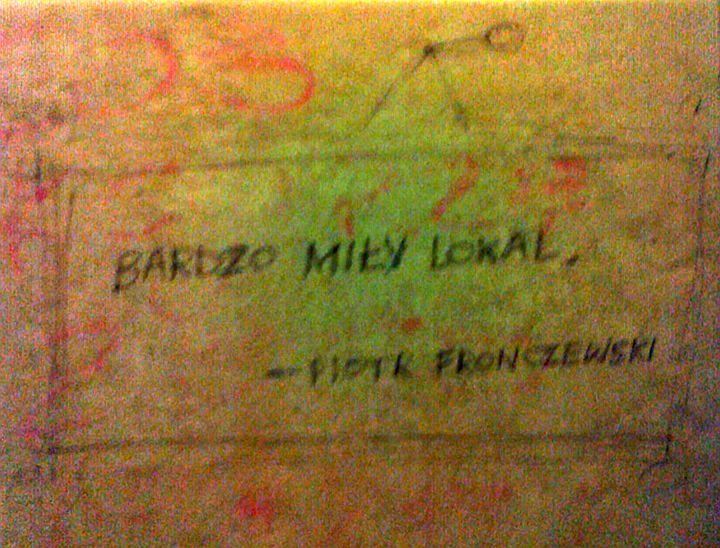 BARDZO MIŁY LOKAL.
— PIOTR FRONCZEWSKI